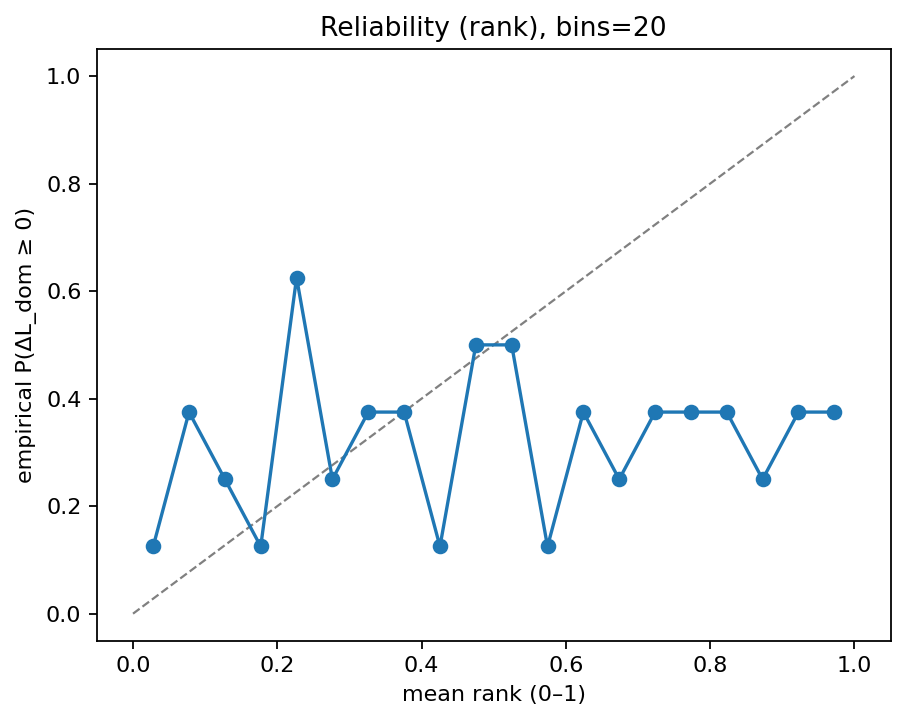 Reliability (rank), bins=20
empirical P(ΔL_dom ≥ 0)
1.0
0.8
0.6
0.4
0.2
0.0
0.0 0.2 0.4 0.6 0.8 1.0
mean rank (0–1)